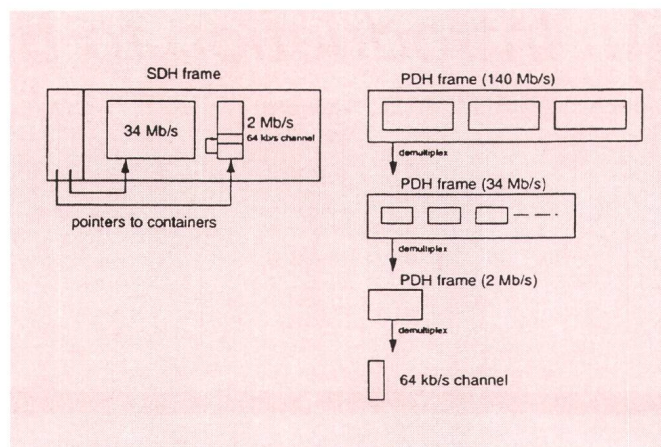 SDH frame
34 Mb/s
2 Mb/s
64 kb/s channel
pointers to containers
PDH frame (140 Mb/s)
demultiplex
PDH frame (34 Mb/s)
demultiplex
PDH frame (2 Mb/s)
demultiplex
64 kb/s channel